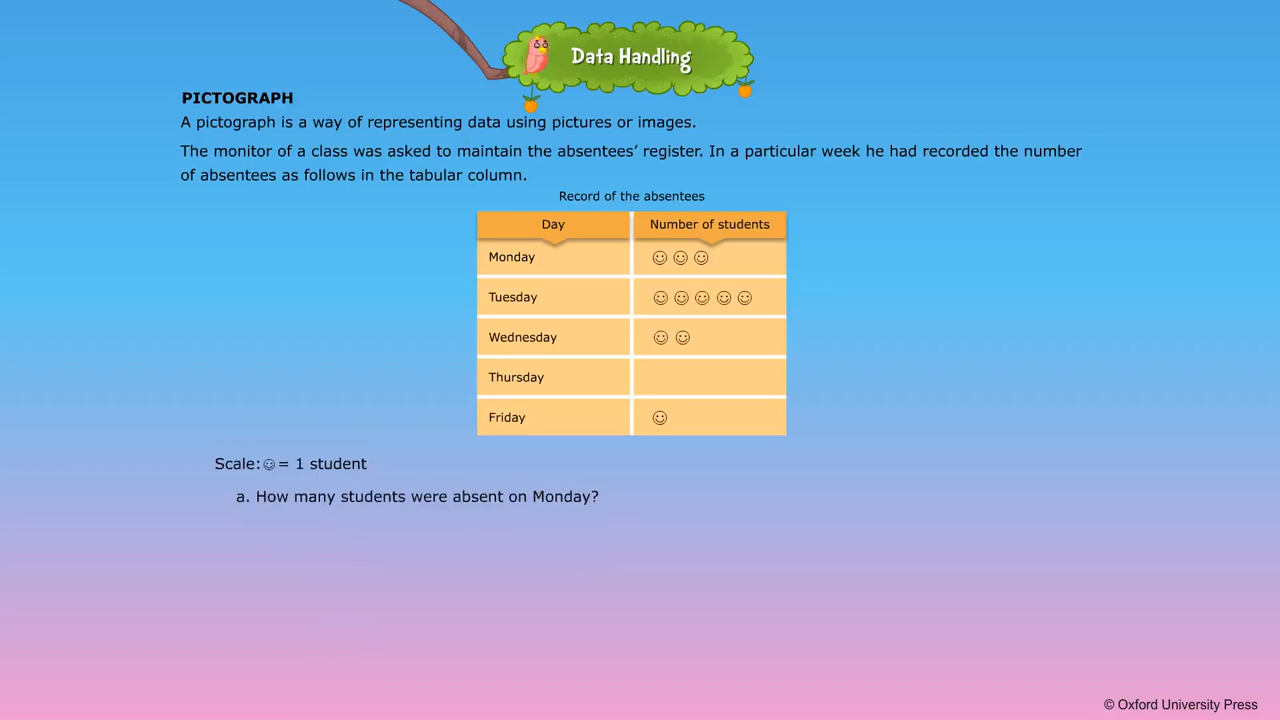 Data Handling
PICTOGRAPH
A pictograph is a way of representing data using pictures or images.
The monitor of a class was asked to maintain the absentees’ register. In a particular week he had recorded the number
of absentees as follows in the tabular column.
Record of the absentees
Day Number of students
Monday ☺ ☺ ☺
Tuesday ☺ ☺ ☺ ☺ ☺
Wednesday ☺ ☺
Thursday
Friday ☺
Scale:☺= 1 student
a. How many students were absent on Monday?
© Oxford University Press